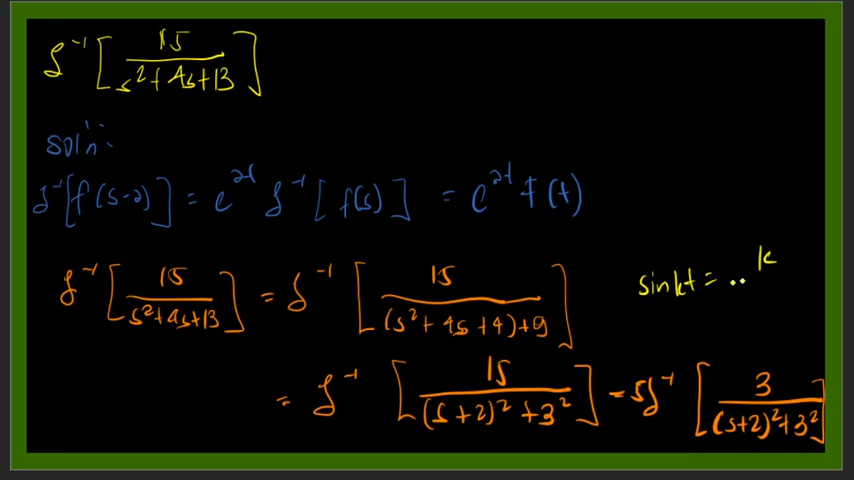 ℒ⁻¹ [ 15 / (s² + 4s + 13) ]
sol'n:
ℒ⁻¹[f(s-a)] = e^{at} ℒ⁻¹ [f(s)] = e^{at} F(t)
ℒ⁻¹ [ 15 / (s² + 4s + 13) ] = ℒ⁻¹ [ 15 / ((s² + 4s + 4) + 9) ]
sin kt = .. k
= ℒ⁻¹ [ 15 / ((s + 2)² + 3²) ] = 5ℒ⁻¹ [ 3 / ((s+2)² + 3²) ]